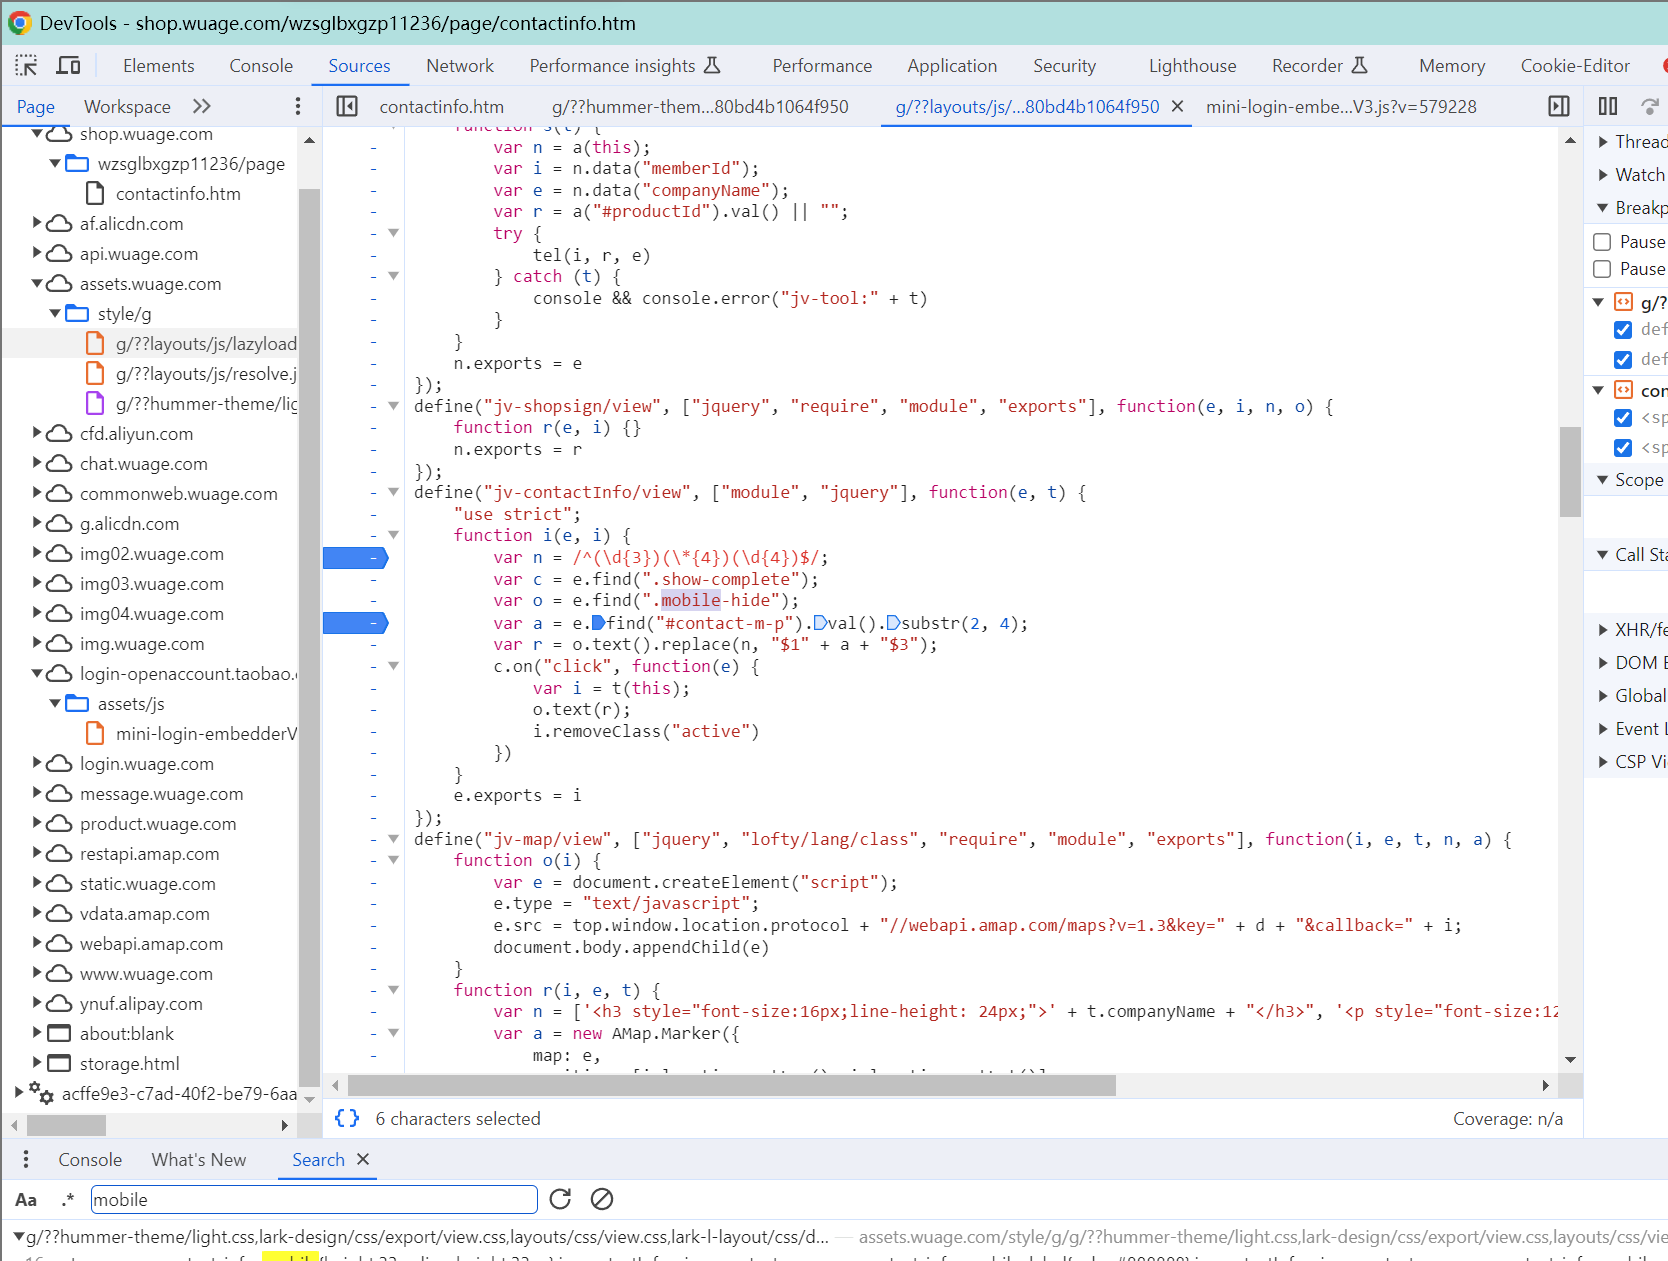 DevTools - shop.wuage.com/wzsglbxgzp11236/page/contactinfo.htm
Elements Console Sources Network Performance insights Performance Application Security Lighthouse Recorder Memory Cookie-Editor
Page Workspace contactinfo.htm g/??hummer-them...80bd4b1064f950 g/??layouts/js/...80bd4b1064f950 mini-login-embe...V3.js?v=579228
shop.wuage.com
wzsglbxgzp11236/page
contactinfo.htm
af.alicdn.com
api.wuage.com
assets.wuage.com
style/g
g/??layouts/js/lazyload
g/??layouts/js/resolve.j
g/??hummer-theme/lig
cfd.aliyun.com
chat.wuage.com
commonweb.wuage.com
g.alicdn.com
img02.wuage.com
img03.wuage.com
img04.wuage.com
img.wuage.com
login-openaccount.taobao.
assets/js
mini-login-embedderV
login.wuage.com
message.wuage.com
product.wuage.com
restapi.amap.com
static.wuage.com
vdata.amap.com
webapi.amap.com
www.wuage.com
ynuf.alipay.com
about:blank
storage.html
acffe9e3-c7ad-40f2-be79-6aa
function s(t) {
var n = a(this);
var i = n.data("memberId");
var e = n.data("companyName");
var r = a("#productId").val() || "";
try {
tel(i, r, e)
} catch (t) {
console && console.error("jv-tool:" + t)
}
}
n.exports = e
});
define("jv-shopsign/view", ["jquery", "require", "module", "exports"], function(e, i, n, o) {
function r(e, i) {}
n.exports = r
});
define("jv-contactInfo/view", ["module", "jquery"], function(e, t) {
"use strict";
function i(e, i) {
var n = /^(\d{3})(\*{4})(\d{4})$/;
var c = e.find(".show-complete");
var o = e.find(".mobile-hide");
var a = e.find("#contact-m-p").val().substr(2, 4);
var r = o.text().replace(n, "$1" + a + "$3");
c.on("click", function(e) {
var i = t(this);
o.text(r);
i.removeClass("active")
})
}
e.exports = i
});
define("jv-map/view", ["jquery", "lofty/lang/class", "require", "module", "exports"], function(i, e, t, n, a) {
function o(i) {
var e = document.createElement("script");
e.type = "text/javascript";
e.src = top.window.location.protocol + "//webapi.amap.com/maps?v=1.3&key=" + d + "&callback=" + i;
document.body.appendChild(e)
}
function r(i, e, t) {
var n = ['<h3 style="font-size:16px;line-height: 24px;">' + t.companyName + "</h3>", '<p style="font-size:12
var a = new AMap.Marker({
map: e,
Thread
Watch
Breakp
Pause
Pause
g/?
def
def
con
<sp
<sp
Scope
Call Sta
XHR/fe
DOM E
Global
Event L
CSP Vi
{} 6 characters selected Coverage: n/a
Console What's New Search
Aa .* mobile
g/??hummer-theme/light.css,lark-design/css/export/view.css,layouts/css/view.css,lark-l-layout/css/d... — assets.wuage.com/style/g/g/??hummer-theme/light.css,lark-design/css/export/view.css,layouts/css/vie